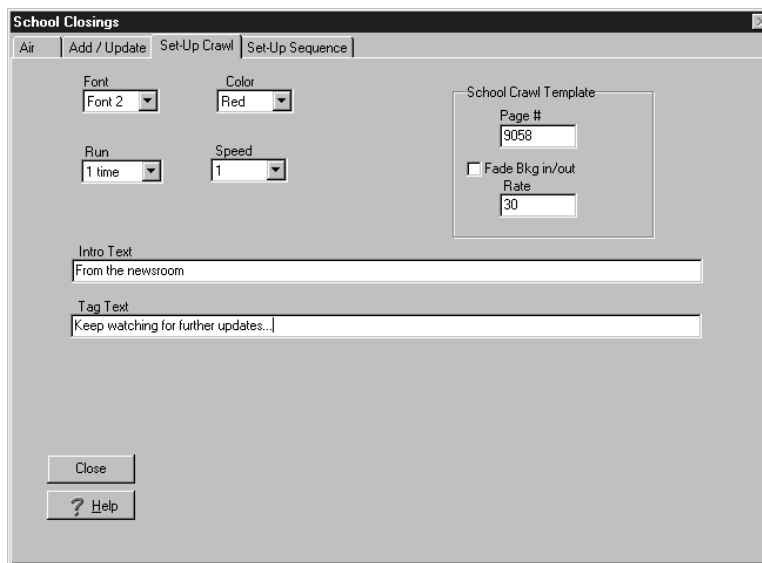 School Closings
Air Add / Update Set-Up Crawl Set-Up Sequence
Font Color
Font 2 Red
School Crawl Template
Page #
9058
Run Speed
1 time 1
Fade Bkg in/out
Rate
30
Intro Text
From the newsroom
Tag Text
Keep watching for further updates...
Close
? Help